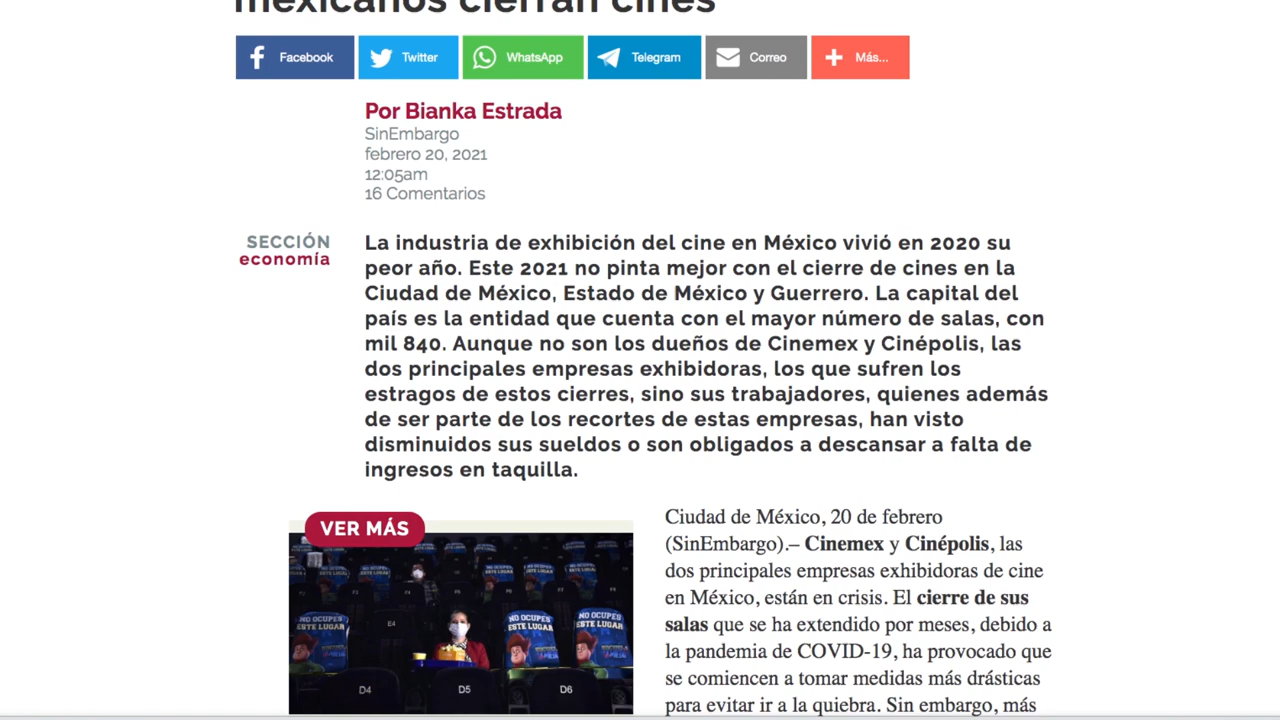 mexicanos cierran cines
Facebook
Twitter
WhatsApp
Telegram
Correo
Más...
Por Bianka Estrada
SinEmbargo
febrero 20, 2021
12:05am
16 Comentarios
SECCIÓN
economía
La industria de exhibición del cine en México vivió en 2020 su
peor año. Este 2021 no pinta mejor con el cierre de cines en la
Ciudad de México, Estado de México y Guerrero. La capital del
país es la entidad que cuenta con el mayor número de salas, con
mil 840. Aunque no son los dueños de Cinemex y Cinépolis, las
dos principales empresas exhibidoras, los que sufren los
estragos de estos cierres, sino sus trabajadores, quienes además
de ser parte de los recortes de estas empresas, han visto
disminuidos sus sueldos o son obligados a descansar a falta de
ingresos en taquilla.
VER MÁS
NO OCUPES
ESTE LUGAR
E4
NO OCUPES
ESTE LUGAR
NO OCUPES
ESTE LUGAR
D4
D5
D6
Ciudad de México, 20 de febrero
(SinEmbargo).– Cinemex y Cinépolis, las
dos principales empresas exhibidoras de cine
en México, están en crisis. El cierre de sus
salas que se ha extendido por meses, debido a
la pandemia de COVID-19, ha provocado que
se comiencen a tomar medidas más drásticas
para evitar ir a la quiebra. Sin embargo, más